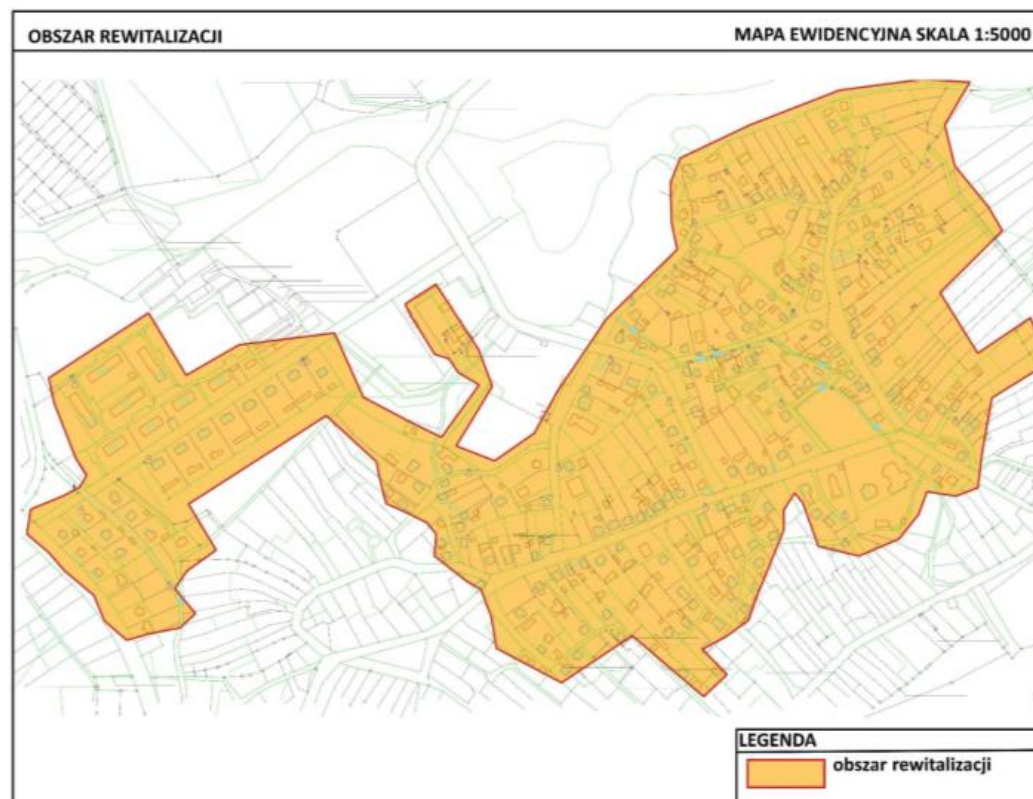 OBSZAR REWITALIZACJI
MAPA EWIDENCYJNA SKALA 1:5000
LEGENDA
obszar rewitalizacji